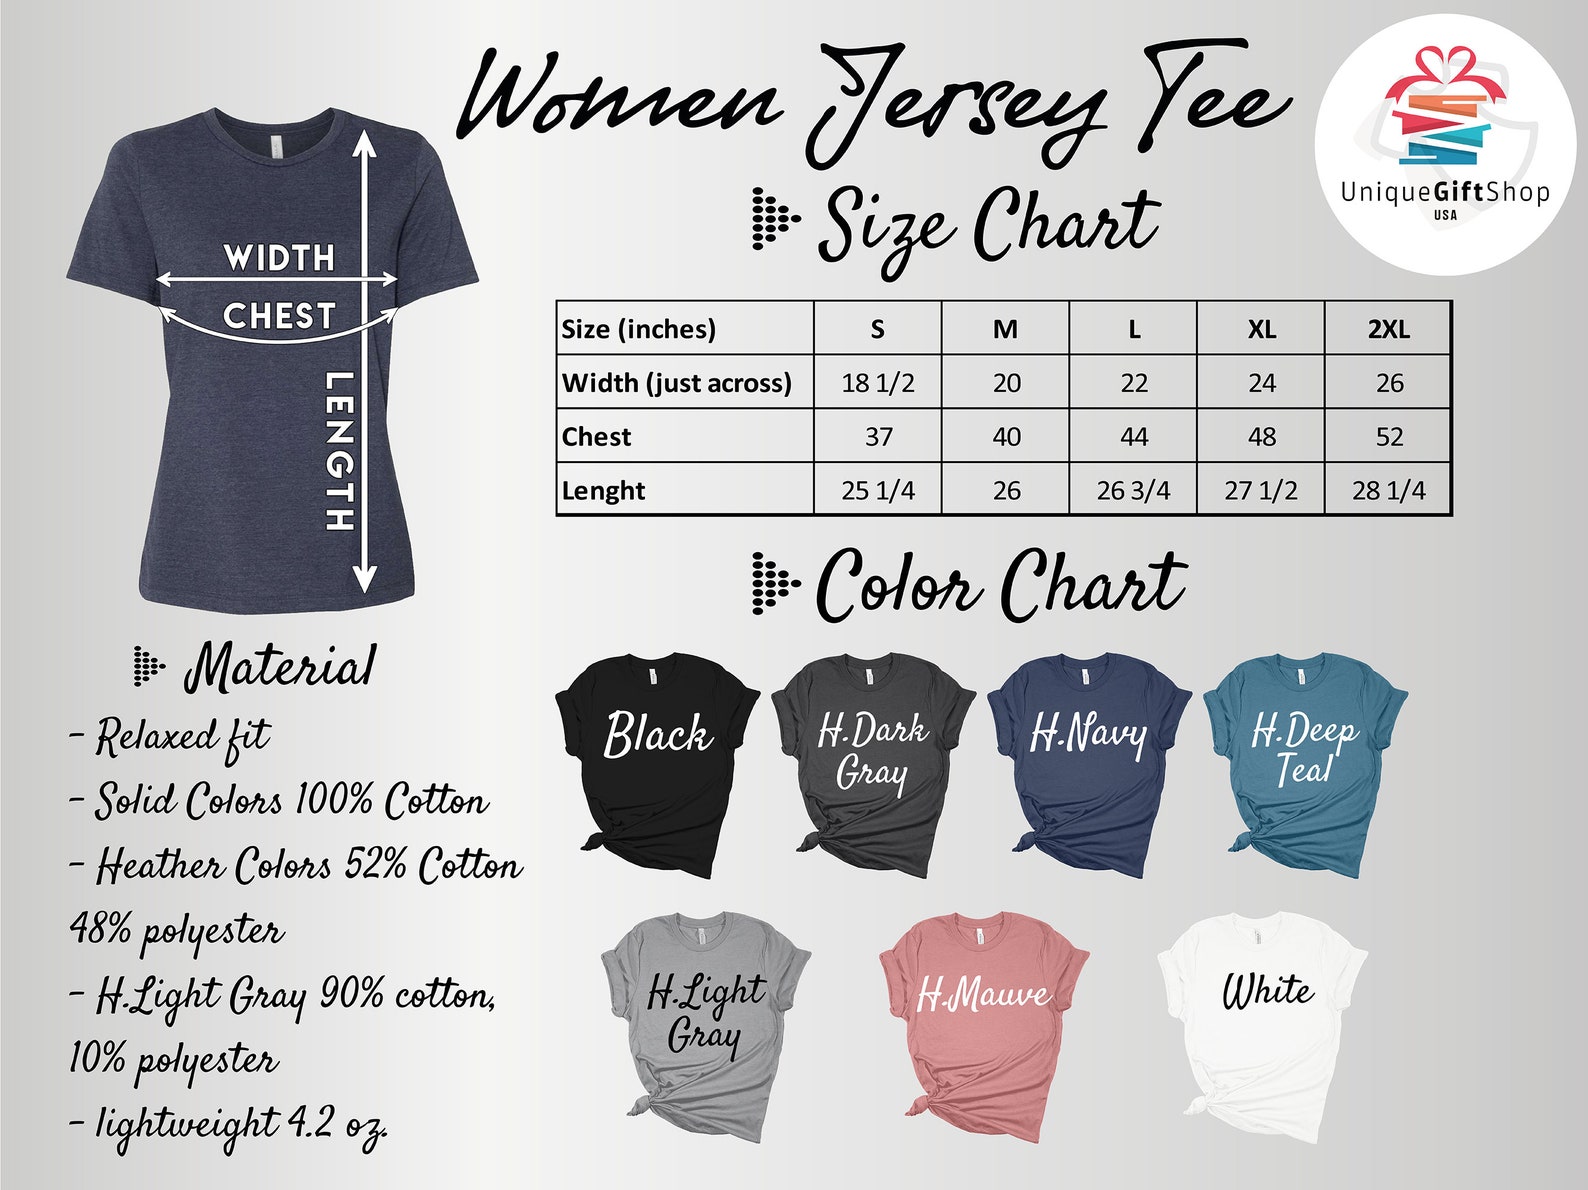 Women Jersey Tee
UniqueGiftShop
USA
Size Chart
WIDTH
CHEST
LENGTH
Size (inches) S M L XL 2XL
Width (just across) 18 1/2 20 22 24 26
Chest 37 40 44 48 52
Lenght 25 1/4 26 26 3/4 27 1/2 28 1/4
Material
- Relaxed fit
- Solid Colors 100% Cotton
- Heather Colors 52% Cotton
48% polyester
- H.Light Gray 90% cotton,
10% polyester
- lightweight 4.2 oz.
Color Chart
Black
H.Dark
Gray
H.Navy
H.Deep
Teal
H.Light
Gray
H.Mauve
White